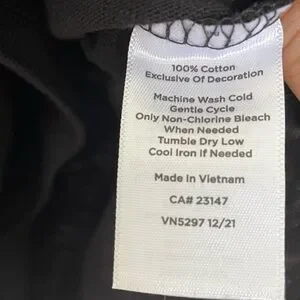 100% Cotton
Exclusive Of Decoration
Machine Wash Cold
Gentle Cycle
Only Non-Chlorine Bleach
When Needed
Tumble Dry Low
Cool Iron If Needed
Made In Vietnam
CA# 23147
VN5297 12/21